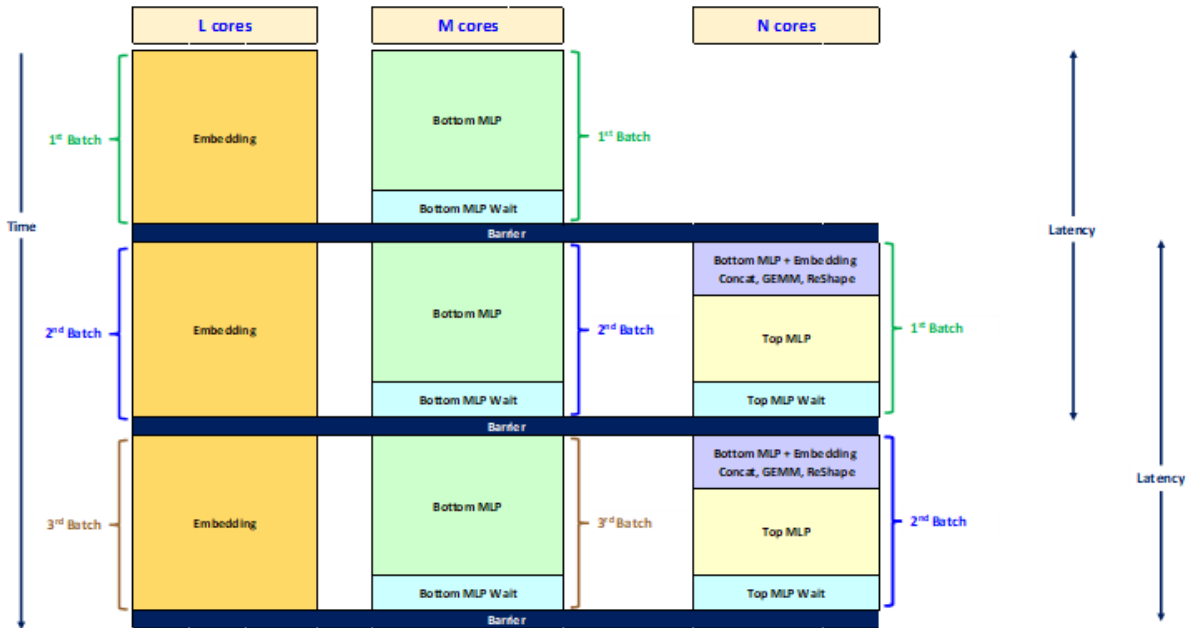 L cores
M cores
N cores
1st Batch
Embedding
Bottom MLP
1st Batch
Bottom MLP Wait
Time
Latency
Barrier
Bottom MLP + Embedding
Concat, GEMM, ReShape
2nd Batch
Embedding
Bottom MLP
2nd Batch
Top MLP
1st Batch
Bottom MLP Wait
Top MLP Wait
Barrier
Bottom MLP + Embedding
Concat, GEMM, ReShape
Latency
3rd Batch
Embedding
Bottom MLP
3rd Batch
Top MLP
2nd Batch
Bottom MLP Wait
Top MLP Wait
Barrier